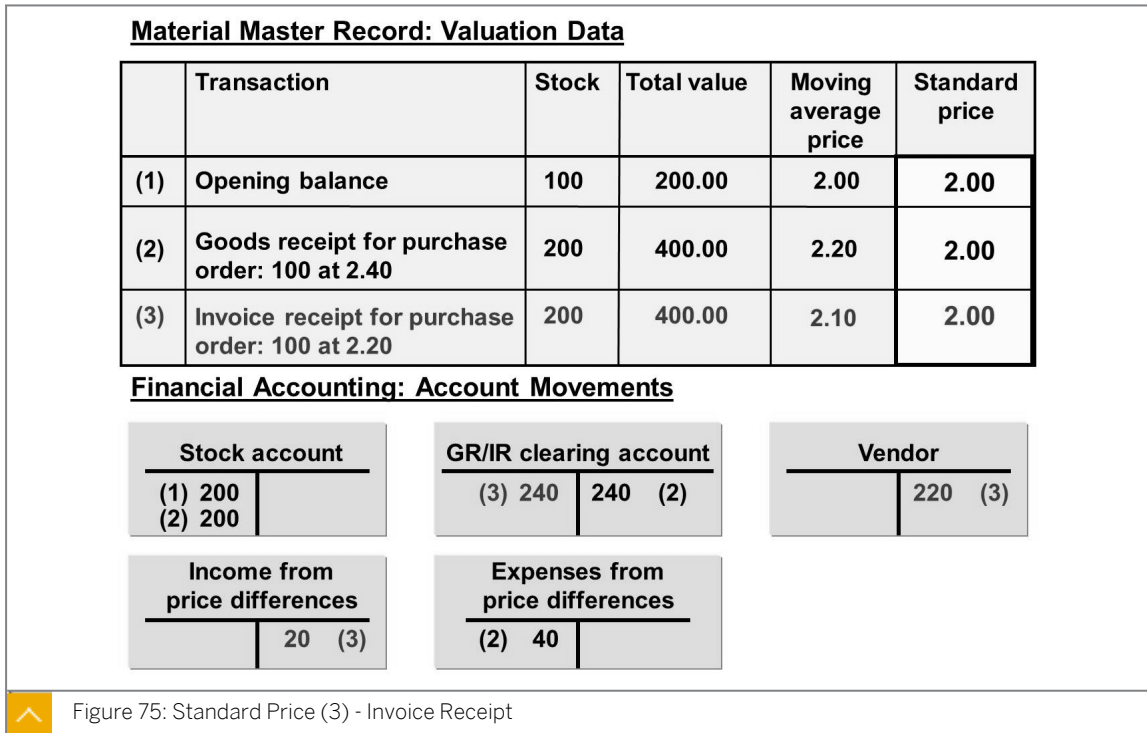 Material Master Record: Valuation Data
Transaction Stock Total value Moving average price Standard price
(1) Opening balance 100 200.00 2.00 2.00
(2) Goods receipt for purchase order: 100 at 2.40 200 400.00 2.20 2.00
(3) Invoice receipt for purchase order: 100 at 2.20 200 400.00 2.10 2.00
Financial Accounting: Account Movements
Stock account
(1) 200
(2) 200
GR/IR clearing account
(3) 240 240 (2)
Vendor
220 (3)
Income from
price differences
20 (3)
Expenses from
price differences
(2) 40
Figure 75: Standard Price (3) - Invoice Receipt